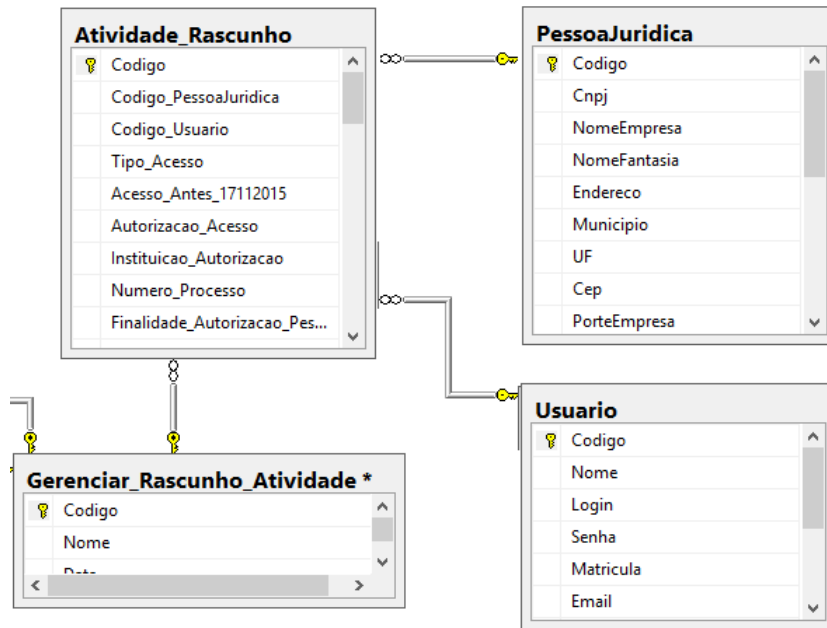 Atividade_Rascunho
Codigo
Codigo_PessoaJuridica
Codigo_Usuario
Tipo_Acesso
Acesso_Antes_17112015
Autorizacao_Acesso
Instituicao_Autorizacao
Numero_Processo
Finalidade_Autorizacao_Pes...
PessoaJuridica
Codigo
Cnpj
NomeEmpresa
NomeFantasia
Endereco
Municipio
UF
Cep
PorteEmpresa
Gerenciar_Rascunho_Atividade *
Codigo
Nome
Usuario
Codigo
Nome
Login
Senha
Matricula
Email